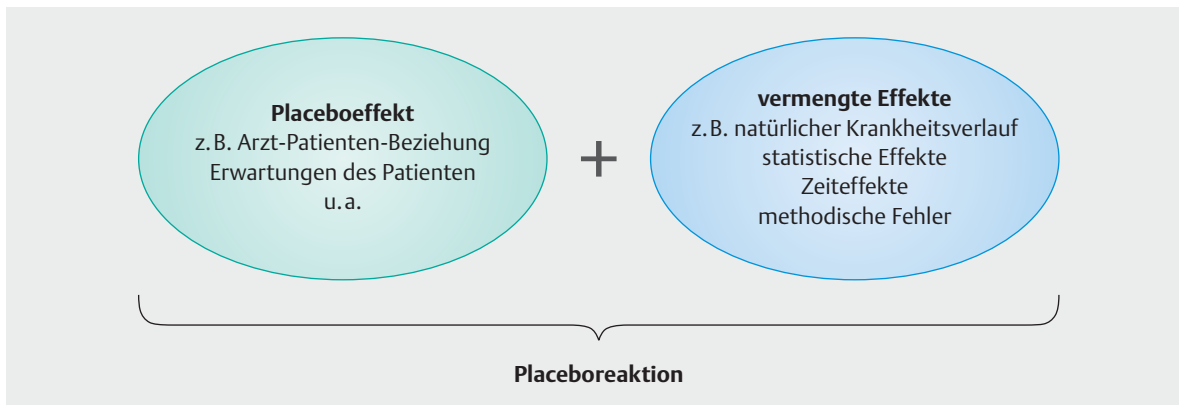 Placeboeffekt
z. B. Arzt-Patienten-Beziehung
Erwartungen des Patienten
u. a.
+
vermengte Effekte
z. B. natürlicher Krankheitsverlauf
statistische Effekte
Zeiteffekte
methodische Fehler
Placeboreaktion